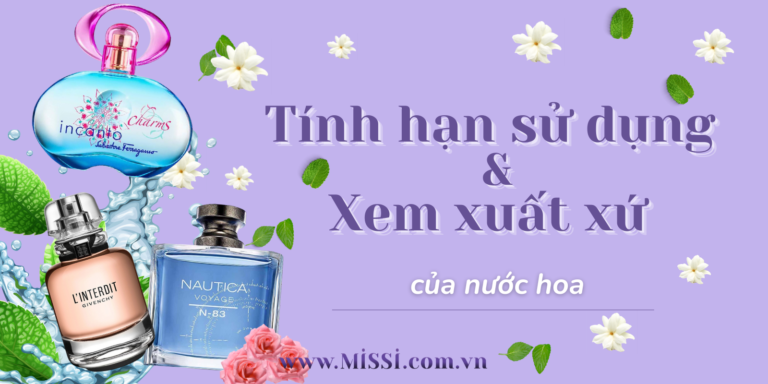 incanto
charms
Salvatore Ferragamo
L'INTERDIT
GIVENCHY
NAUTICA
VOYAGE
N-83
Tính hạn sử dụng
&
Xem xuất xứ
của nước hoa
www.MiSSi.com.vn